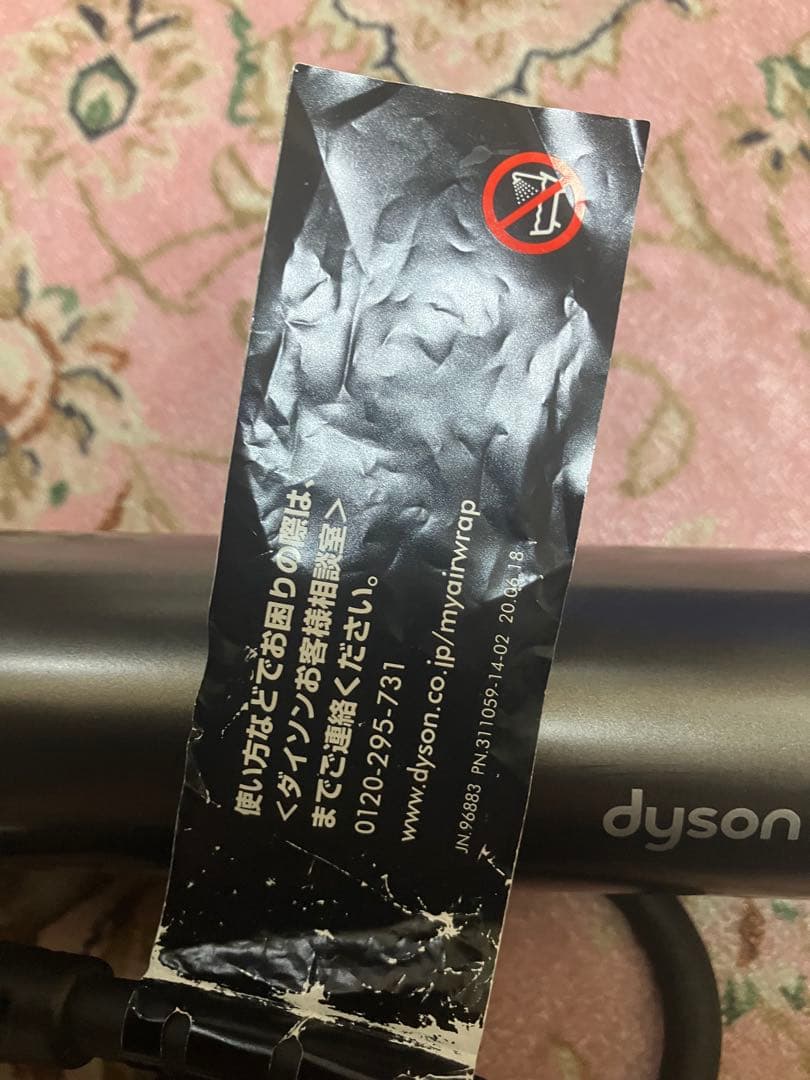 使い方などでお困りの際は、
＜ダイソンお客様相談室＞
までご連絡ください。
0120-295-731
www.dyson.co.jp/myairwrap
JN.96883 PN.311059-14-02 20.06.18
dyson